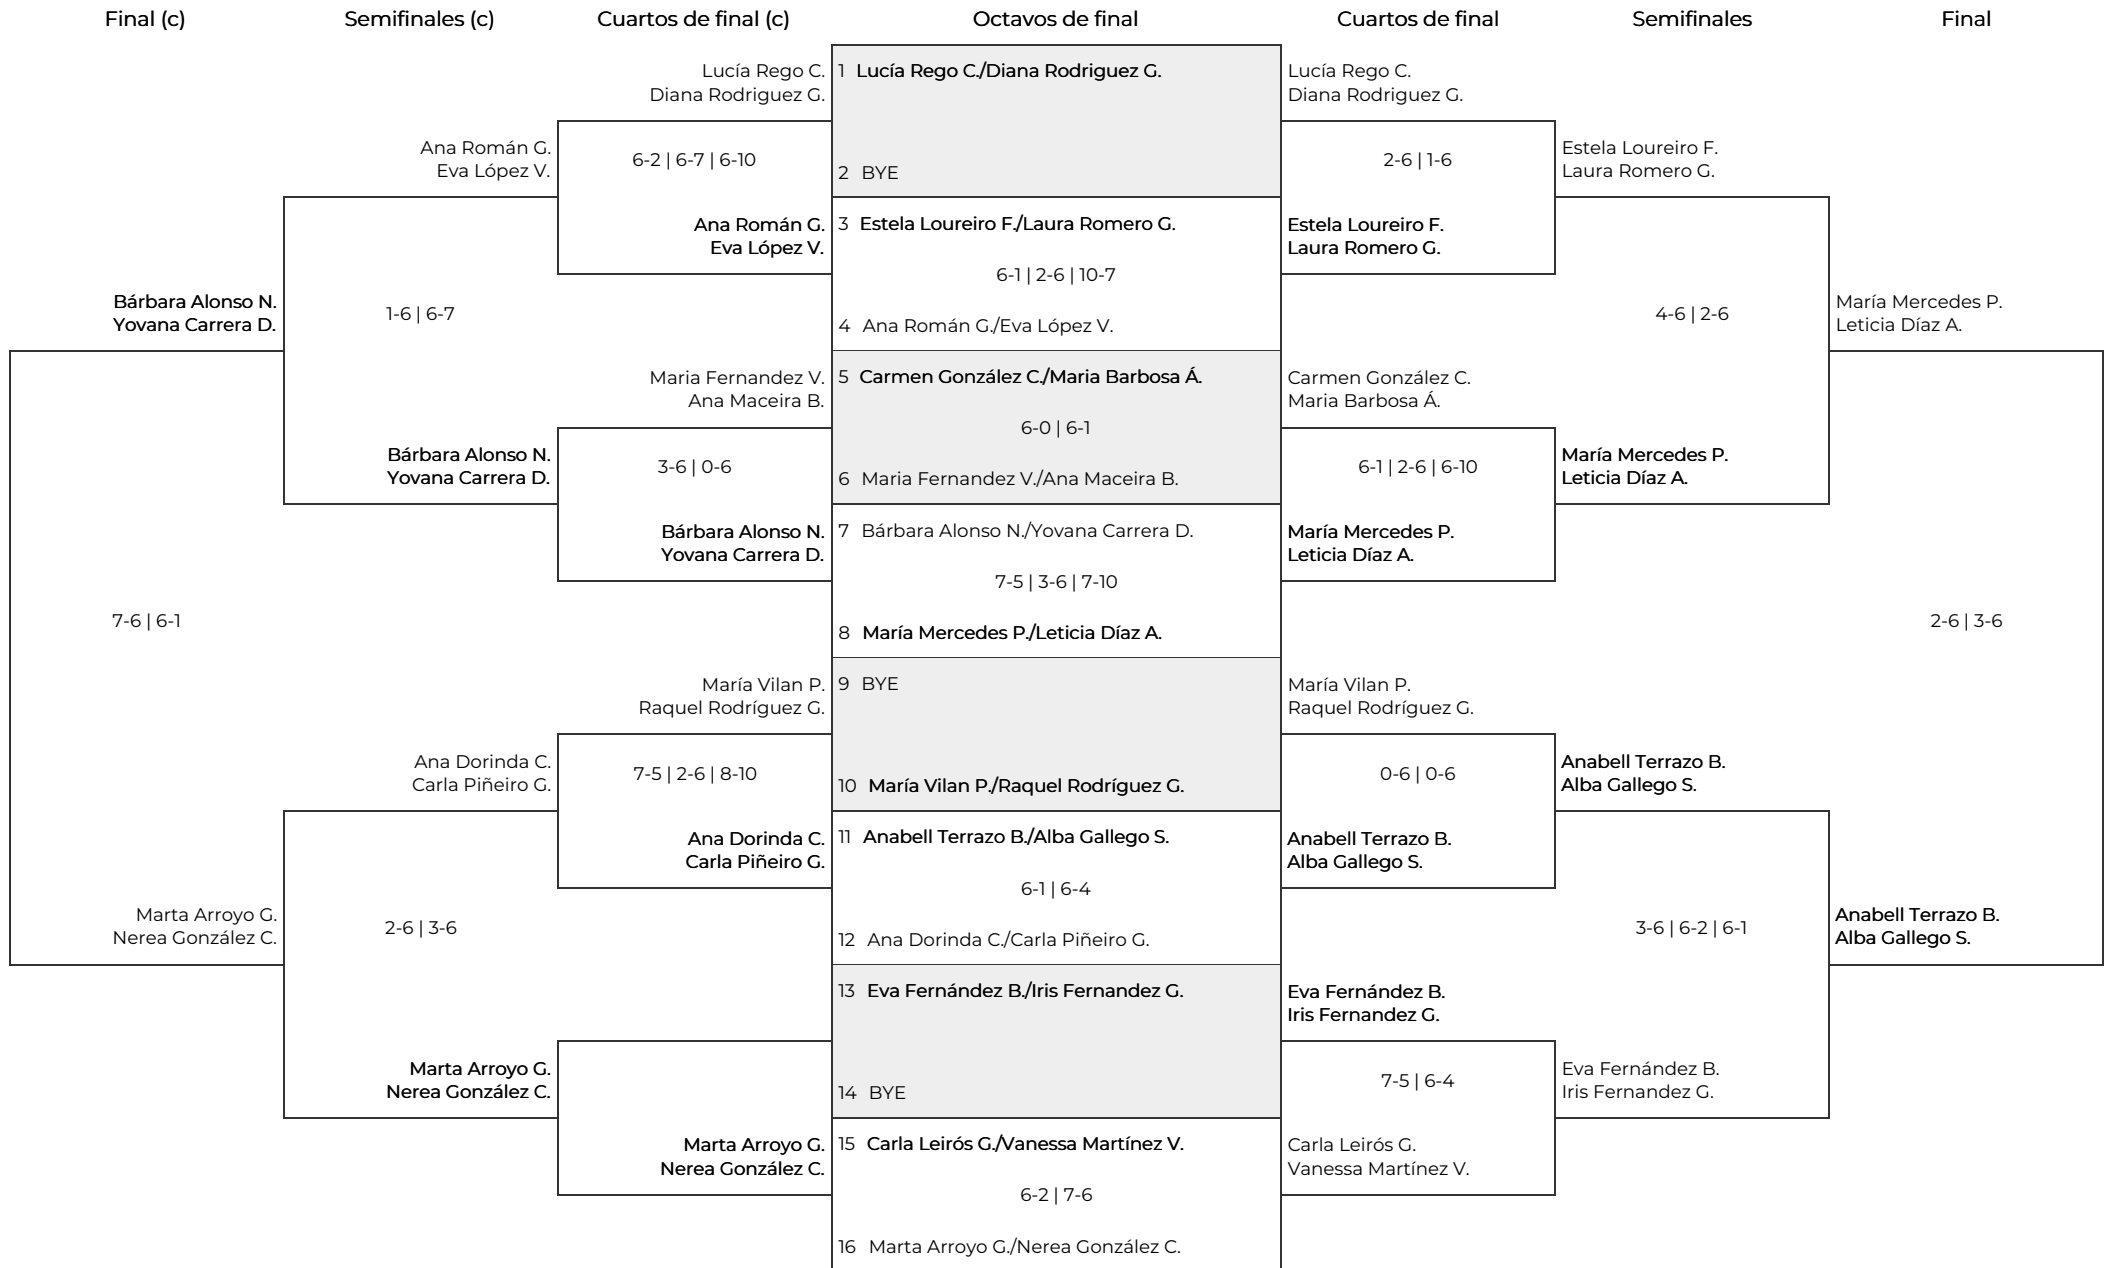 Final (c) Semifinales (c) Cuartos de final (c) Octavos de final Cuartos de final Semifinales Final
Lucía Rego C. 1 Lucía Rego C./Diana Rodriguez G. Lucía Rego C.
Diana Rodriguez G. Diana Rodriguez G.
Ana Román G. Estela Loureiro F.
6-2 | 6-7 | 6-10 2-6 | 1-6
Eva López V. 2 BYE Laura Romero G.
Ana Román G. 3 Estela Loureiro F./Laura Romero G. Estela Loureiro F.
Eva López V. Laura Romero G.
6-1 | 2-6 | 10-7
Bárbara Alonso N. María Mercedes P.
1-6 | 6-7 4-6 | 2-6
Yovana Carrera D. 4 Ana Román G./Eva López V. Leticia Díaz A.
Maria Fernandez V. 5 Carmen González C./Maria Barbosa Á. Carmen González C.
Ana Maceira B. Maria Barbosa Á.
6-0 | 6-1
Bárbara Alonso N. María Mercedes P.
3-6 | 0-6 6-1 | 2-6 | 6-10
Yovana Carrera D. 6 Maria Fernandez V./Ana Maceira B. Leticia Díaz A.
Bárbara Alonso N. 7 Bárbara Alonso N./Yovana Carrera D. María Mercedes P.
Yovana Carrera D. Leticia Díaz A.
7-5 | 3-6 | 7-10
7-6 | 6-1 2-6 | 3-6
8 María Mercedes P./Leticia Díaz A.
María Vilan P. 9 BYE María Vilan P.
Raquel Rodríguez G. Raquel Rodríguez G.
Ana Dorinda C. Anabell Terrazo B.
7-5 | 2-6 | 8-10 0-6 | 0-6
Carla Piñeiro G. 10 María Vilan P./Raquel Rodríguez G. Alba Gallego S.
Ana Dorinda C. 11 Anabell Terrazo B./Alba Gallego S. Anabell Terrazo B.
Carla Piñeiro G. Alba Gallego S.
6-1 | 6-4
Marta Arroyo G. Anabell Terrazo B.
2-6 | 3-6 3-6 | 6-2 | 6-1
Nerea González C. 12 Ana Dorinda C./Carla Piñeiro G. Alba Gallego S.
13 Eva Fernández B./Iris Fernandez G. Eva Fernández B.
Iris Fernandez G.
Marta Arroyo G. Eva Fernández B.
7-5 | 6-4
Nerea González C. 14 BYE Iris Fernandez G.
Marta Arroyo G. 15 Carla Leirós G./Vanessa Martínez V. Carla Leirós G.
Nerea González C. Vanessa Martínez V.
6-2 | 7-6
16 Marta Arroyo G./Nerea González C.